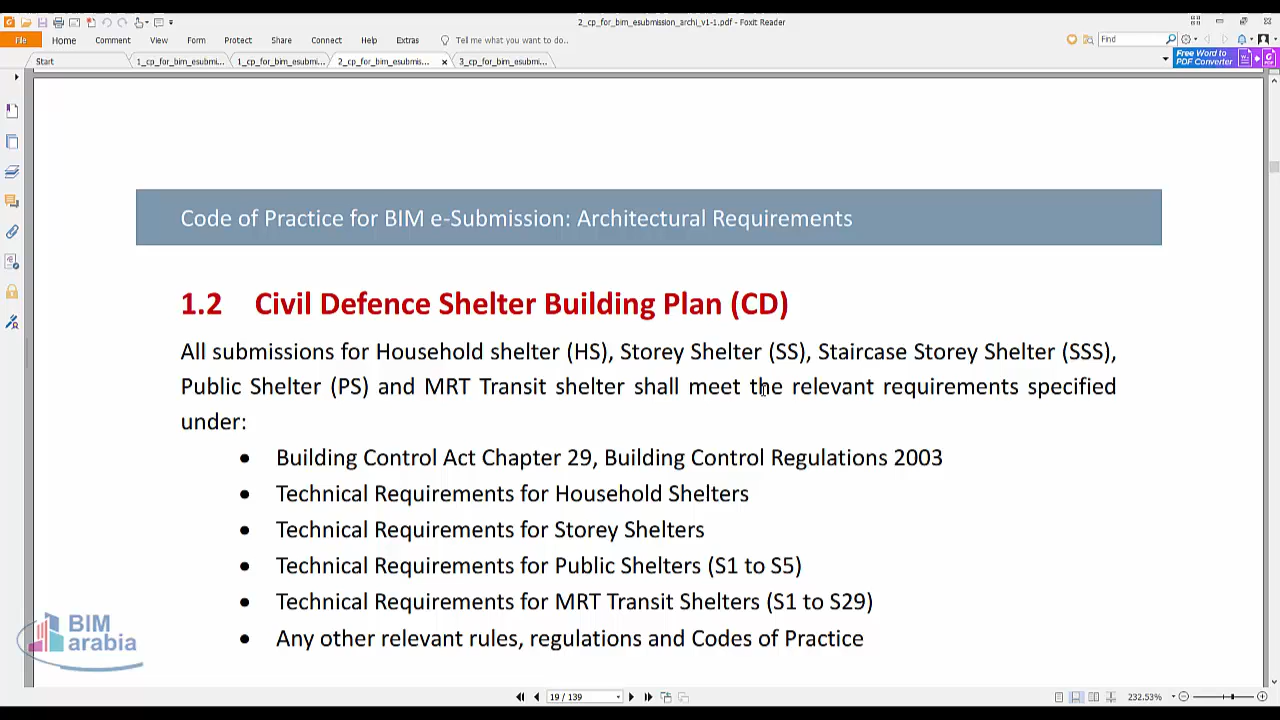 2_cp_for_bim_esubmission_archi_v1-1.pdf - Foxit Reader
File Home Comment View Form Protect Share Connect Help Extras Tell me what you want to do.. Find
Start 1_cp_for_bim_esubmi... 1_cp_for_bim_esubmi... 2_cp_for_bim_esubmis... 3_cp_for_bim_esubmi...
Free Word to
PDF Converter
Code of Practice for BIM e-Submission: Architectural Requirements
1.2 Civil Defence Shelter Building Plan (CD)
All submissions for Household shelter (HS), Storey Shelter (SS), Staircase Storey Shelter (SSS),
Public Shelter (PS) and MRT Transit shelter shall meet the relevant requirements specified
under:
• Building Control Act Chapter 29, Building Control Regulations 2003
• Technical Requirements for Household Shelters
• Technical Requirements for Storey Shelters
• Technical Requirements for Public Shelters (S1 to S5)
• Technical Requirements for MRT Transit Shelters (S1 to S29)
• Any other relevant rules, regulations and Codes of Practice
BIM
arabia
19 / 139
232.53%